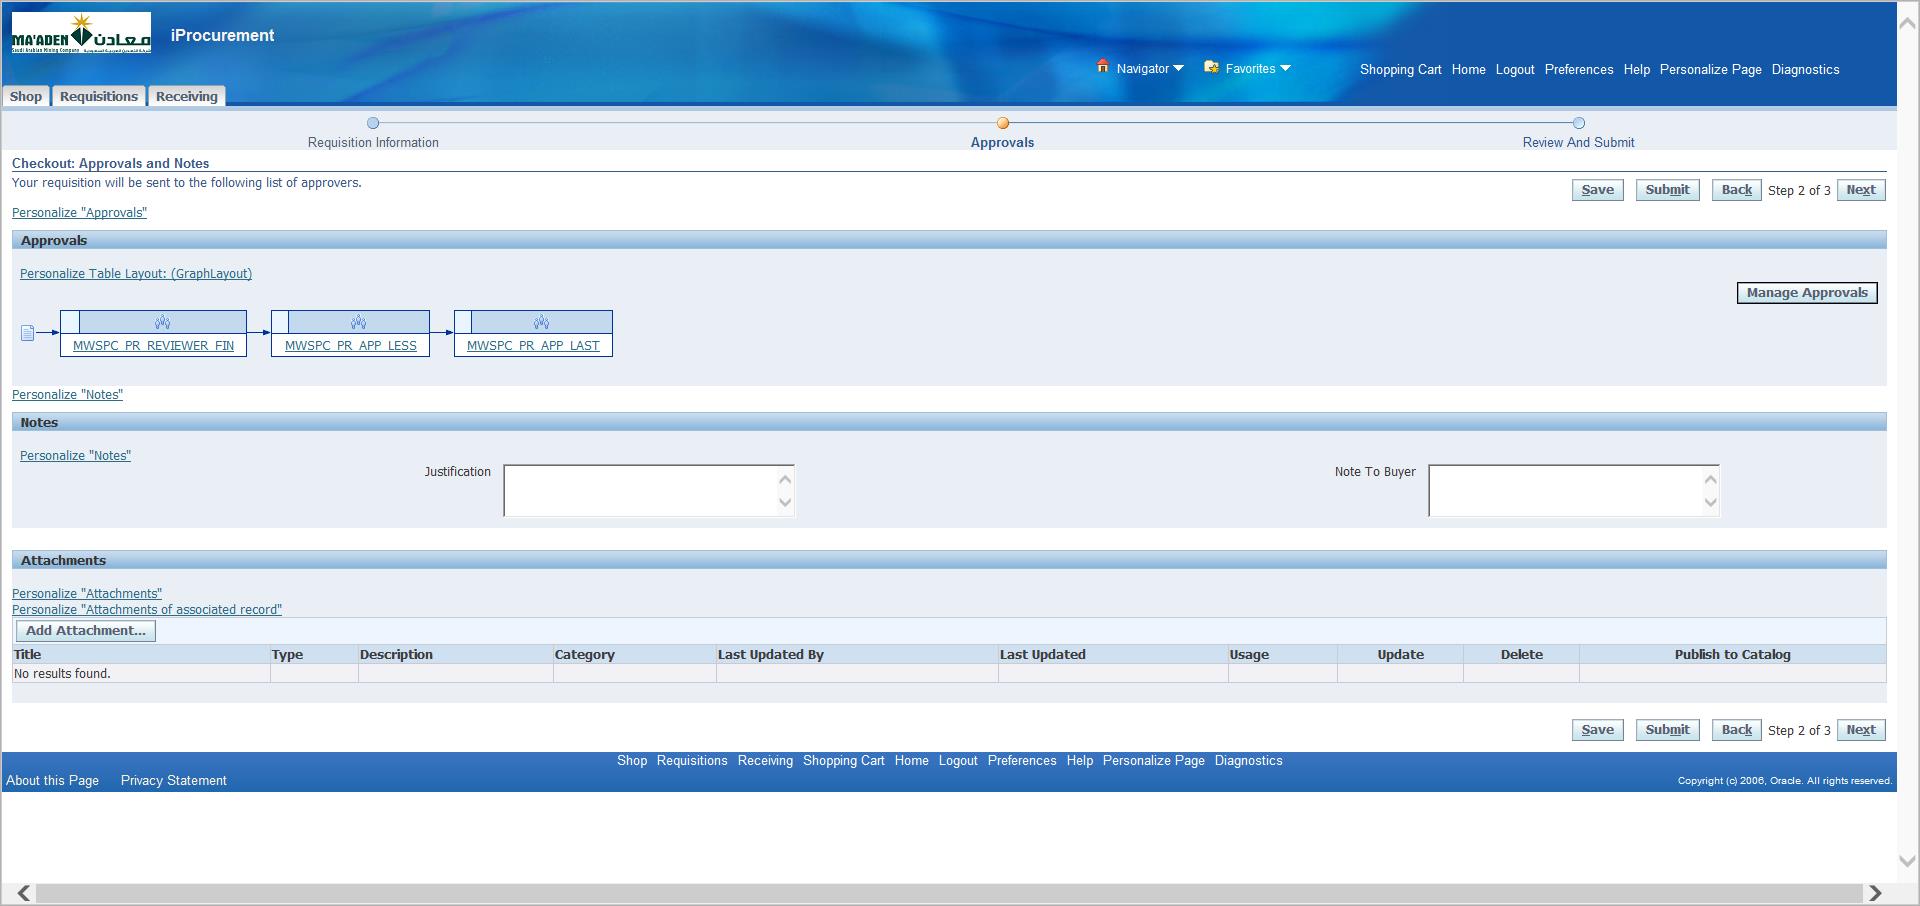 MA'ADEN معادن
Saudi Arabian Mining Company
iProcurement
Navigator Favorites Shopping Cart Home Logout Preferences Help Personalize Page Diagnostics
Shop Requisitions Receiving
Requisition Information Approvals Review And Submit
Checkout: Approvals and Notes
Your requisition will be sent to the following list of approvers.
Save Submit Back Step 2 of 3 Next
Personalize "Approvals"
Approvals
Personalize Table Layout: (GraphLayout)
Manage Approvals
MWSPC_PR_REVIEWER_FIN MWSPC_PR_APP_LESS MWSPC_PR_APP_LAST
Personalize "Notes"
Notes
Personalize "Notes"
Justification Note To Buyer
Attachments
Personalize "Attachments"
Personalize "Attachments of associated record"
Add Attachment...
Title Type Description Category Last Updated By Last Updated Usage Update Delete Publish to Catalog
No results found.
Save Submit Back Step 2 of 3 Next
Shop Requisitions Receiving Shopping Cart Home Logout Preferences Help Personalize Page Diagnostics
About this Page Privacy Statement Copyright (c) 2006, Oracle. All rights reserved.